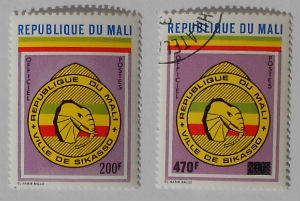 REPUBLIQUE DU MALI
OFFICIEL
POSTES
REPUBLIQUE DU MALI
VILLE DE SIKASSO
200F
REPUBLIQUE DU MALI
OFFICIEL
POSTES
REPUBLIQUE DU MALI
VILLE DE SIKASSO
470F